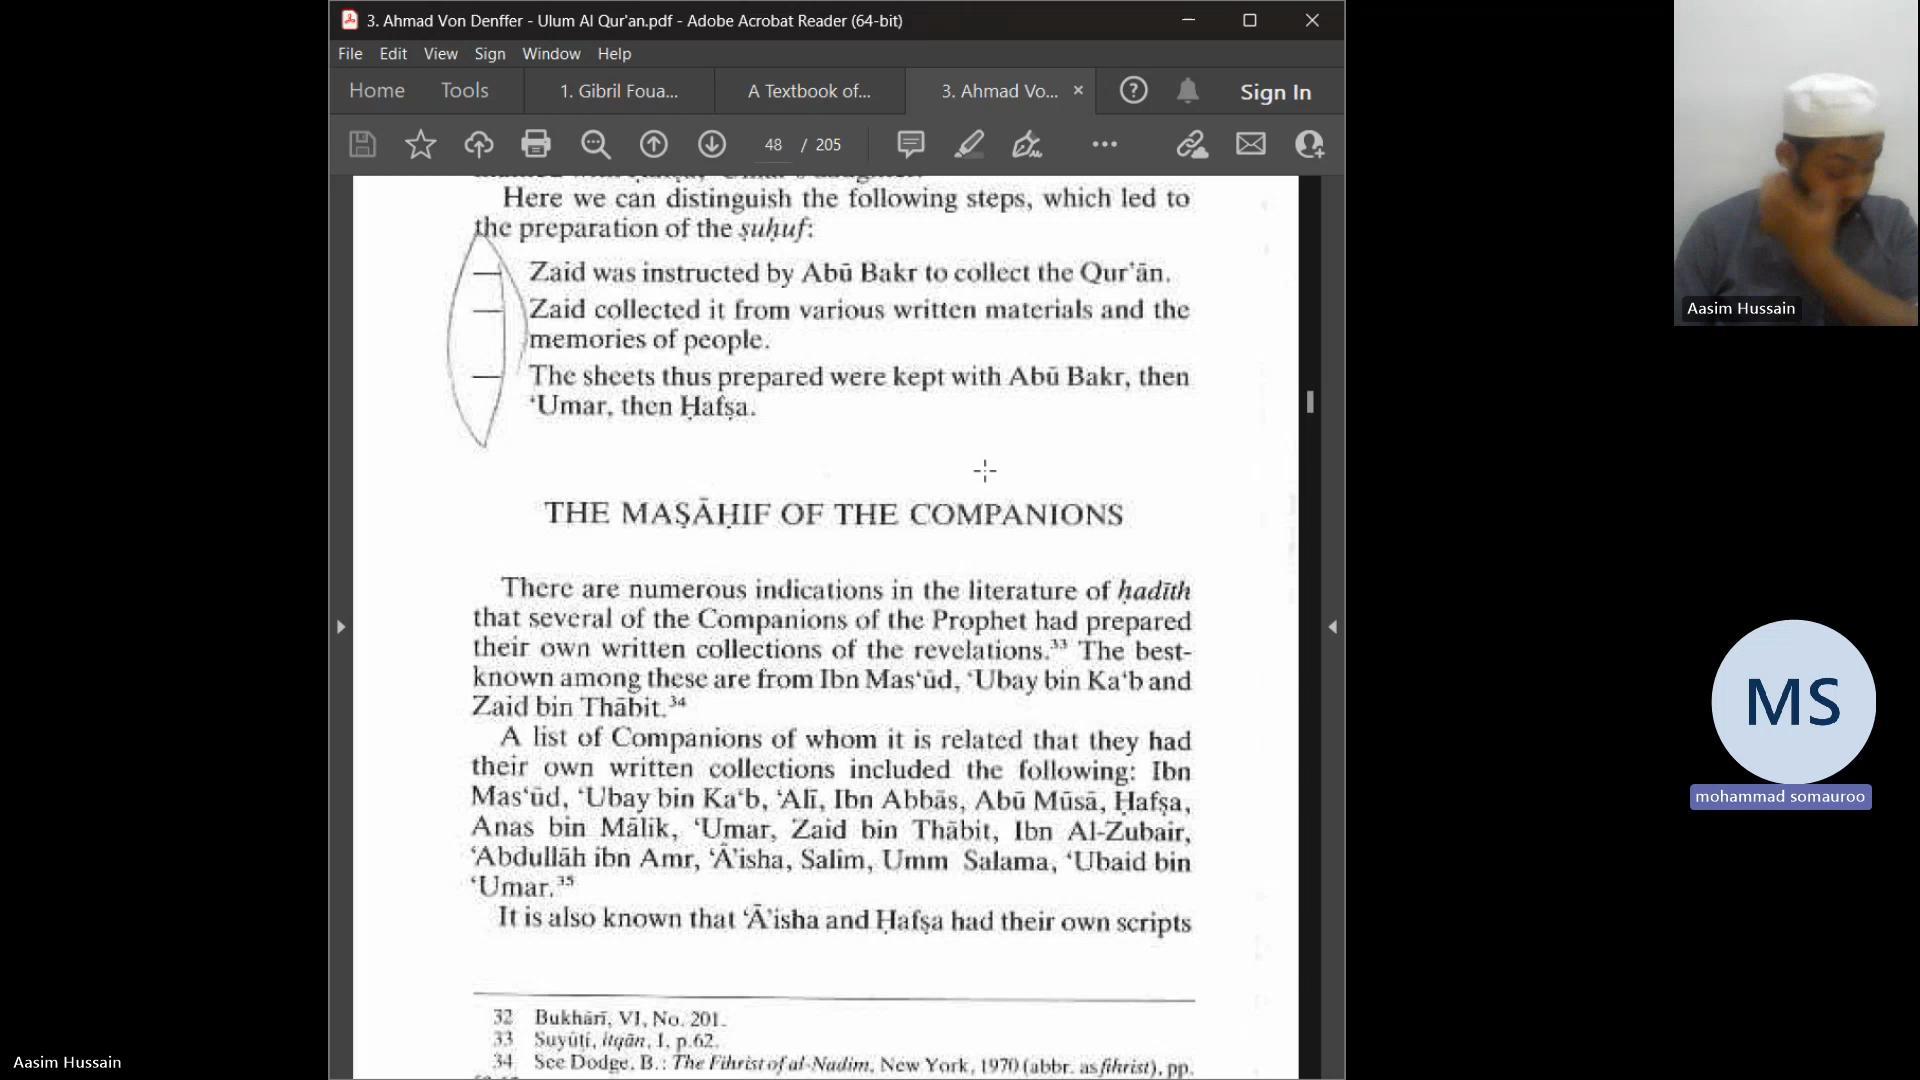 3. Ahmad Von Denffer - Ulum Al Qur'an.pdf - Adobe Acrobat Reader (64-bit)
File Edit View Sign Window Help
Home Tools 1. Gibril Foua... A Textbook of... 3. Ahmad Vo... × ? Sign In
48 / 205
Here we can distinguish the following steps, which led to
the preparation of the ṣuḥuf:
— Zaid was instructed by Abū Bakr to collect the Qur'ān.
— Zaid collected it from various written materials and the
memories of people.
— The sheets thus prepared were kept with Abū Bakr, then
‘Umar, then Ḥafṣa.
THE MAṢĀḤIF OF THE COMPANIONS
There are numerous indications in the literature of ḥadīth
that several of the Companions of the Prophet had prepared
their own written collections of the revelations.³³ The best-
known among these are from Ibn Mas‘ūd, ‘Ubay bin Ka‘b and
Zaid bin Thābit.³⁴
A list of Companions of whom it is related that they had
their own written collections included the following: Ibn
Mas‘ūd, ‘Ubay bin Ka‘b, ‘Alī, Ibn Abbās, Abū Mūsā, Ḥafṣa,
Anas bin Mālik, ‘Umar, Zaid bin Thābit, Ibn Al-Zubair,
‘Abdullāh ibn Amr, ‘Ā’isha, Salīm, Umm Salama, ‘Ubaid bin
‘Umar.³⁵
It is also known that ‘Ā’isha and Ḥafṣa had their own scripts
32 Bukhārī, VI, No. 201.
33 Suyūṭī, itqān, I, p.62.
34 See Dodge, B.: The Fihrist of al-Nadim, New York, 1970 (abbr. as fihrist), pp.
Aasim Hussain
MS
mohammad somauroo
Aasim Hussain